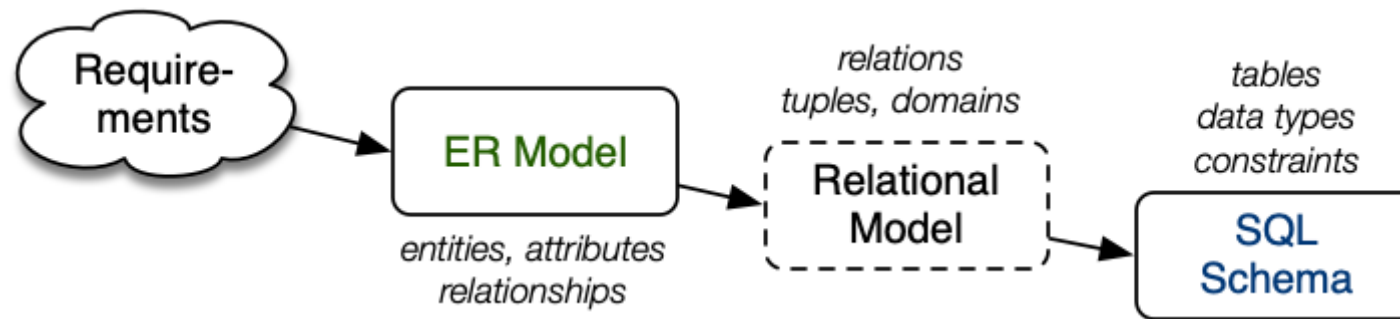 Require-
ments
ER Model
entities, attributes
relationships
relations
tuples, domains
Relational
Model
tables
data types
constraints
SQL
Schema